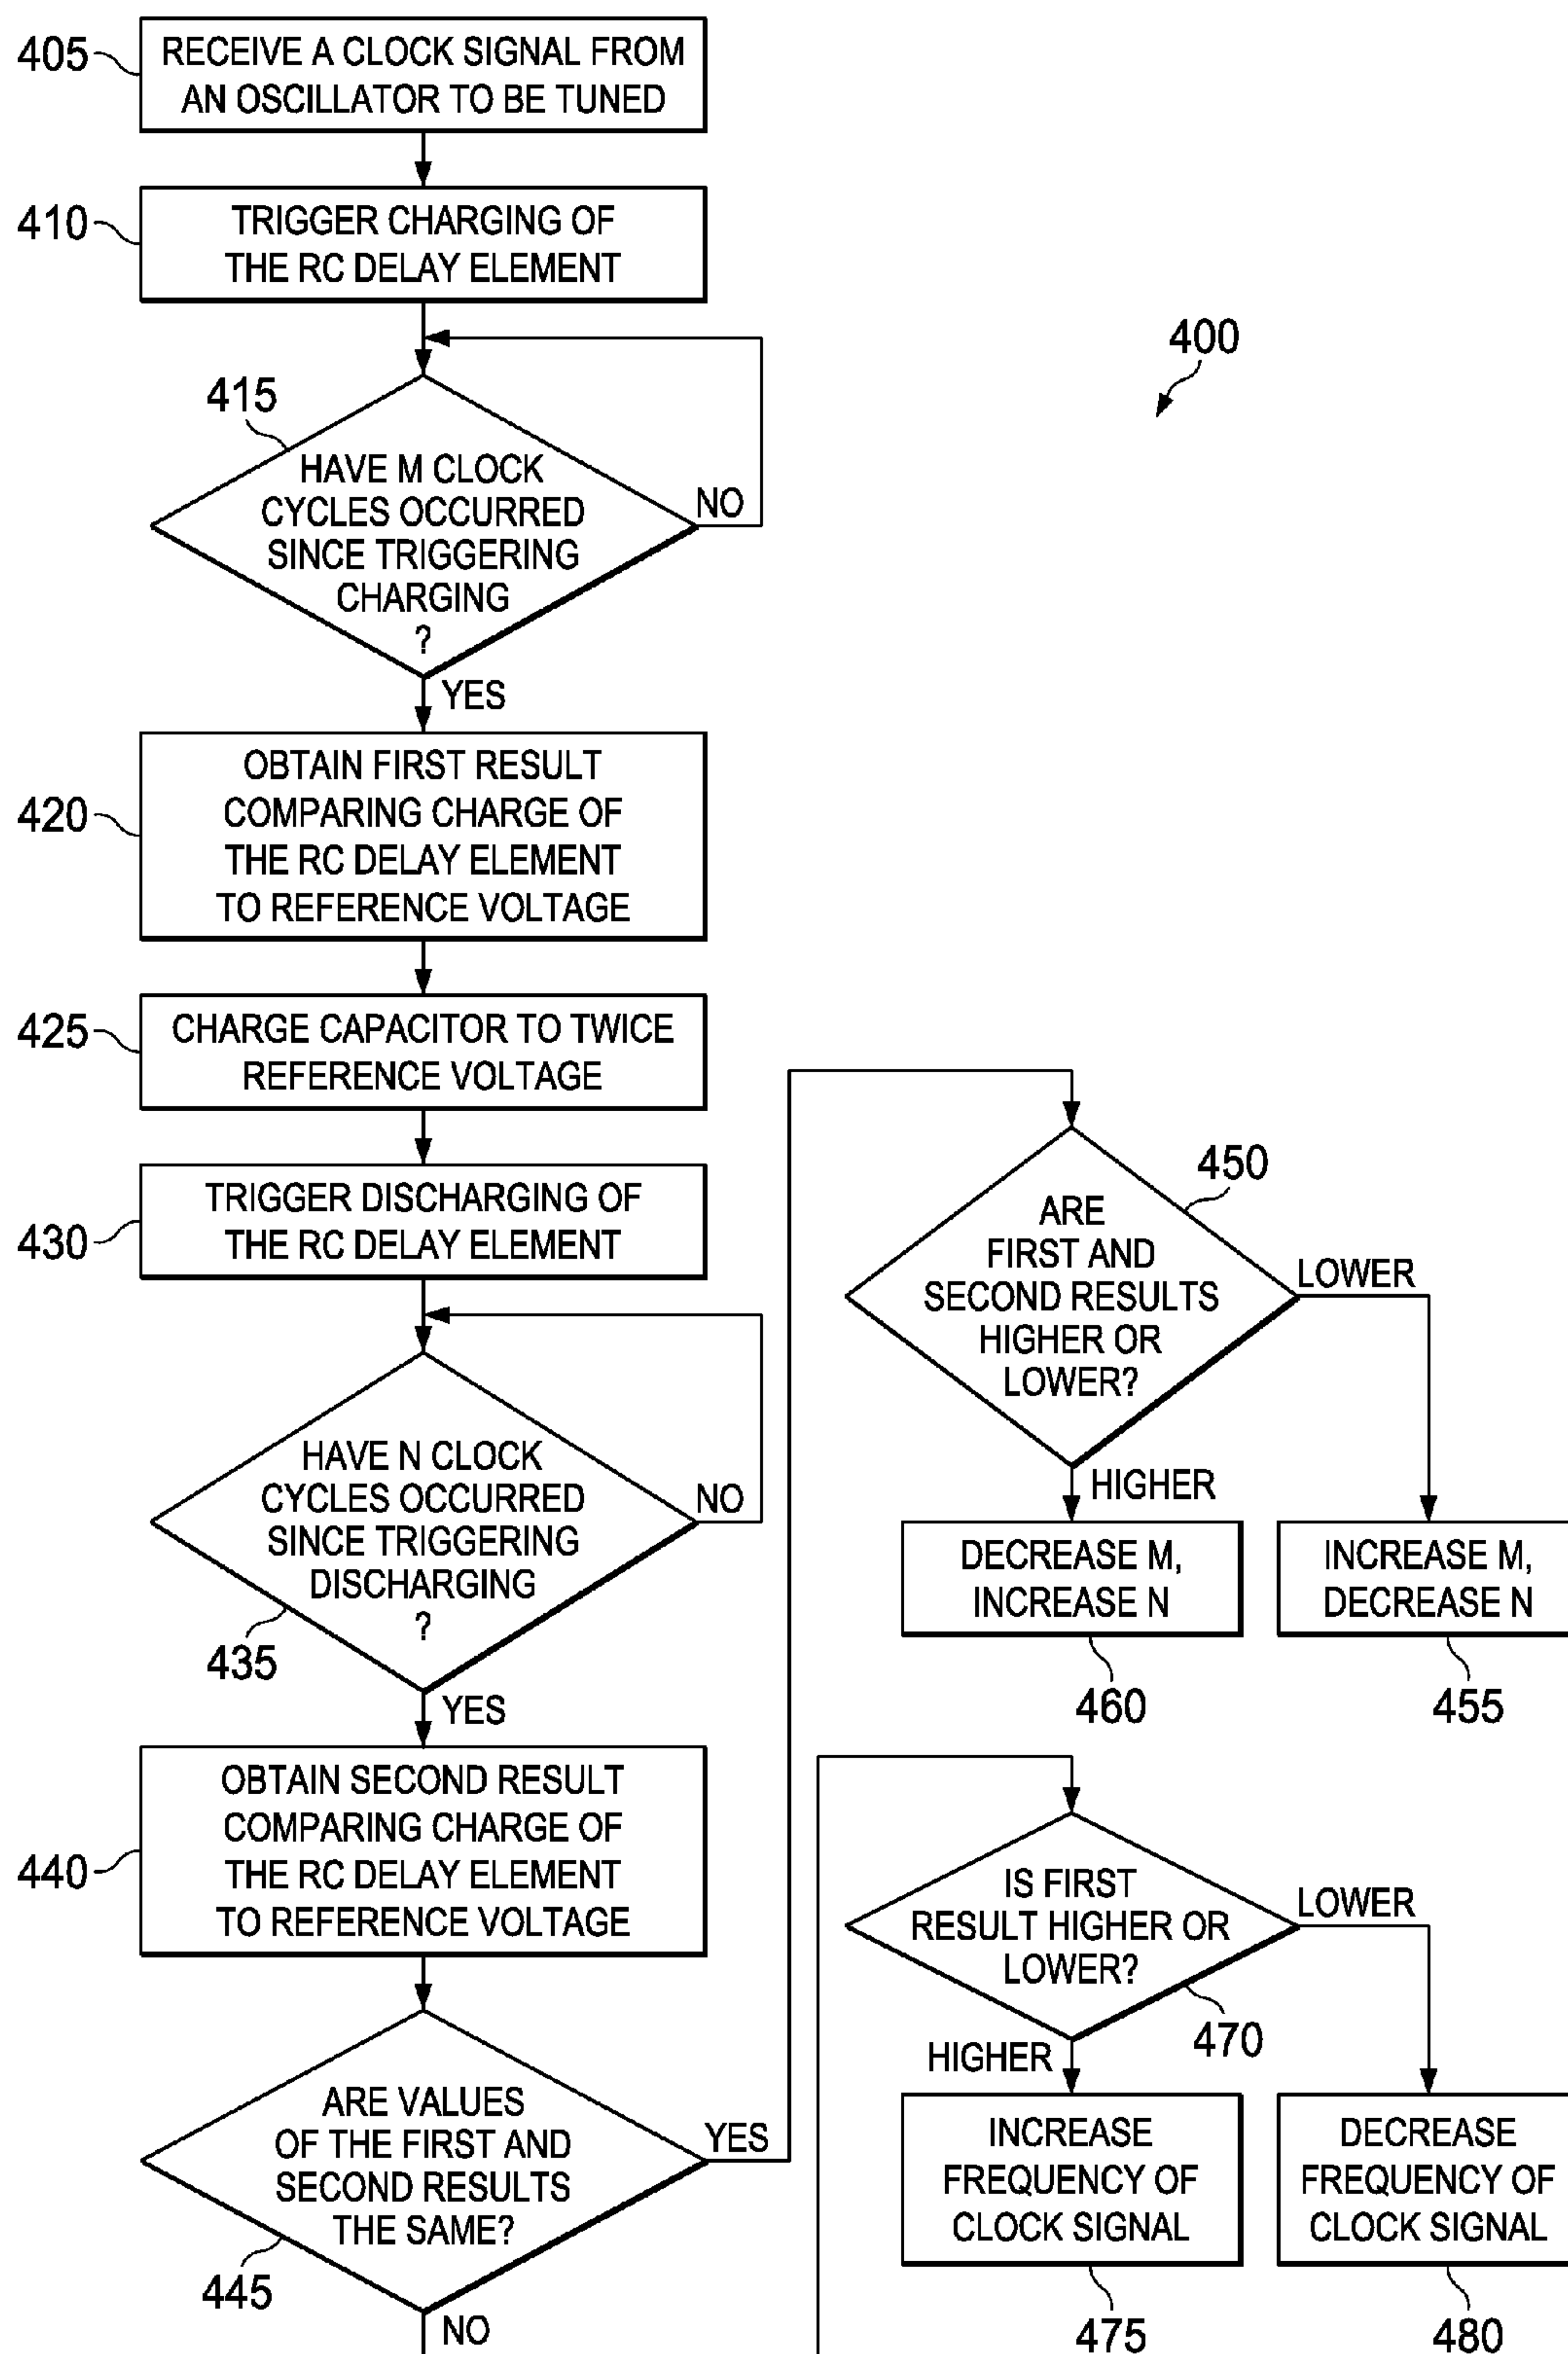 405
RECEIVE A CLOCK SIGNAL FROM
AN OSCILLATOR TO BE TUNED
410
TRIGGER CHARGING OF
THE RC DELAY ELEMENT
400
415
HAVE M CLOCK
CYCLES OCCURRED
SINCE TRIGGERING
CHARGING
?
NO
YES
420
OBTAIN FIRST RESULT
COMPARING CHARGE OF
THE RC DELAY ELEMENT
TO REFERENCE VOLTAGE
425
CHARGE CAPACITOR TO TWICE
REFERENCE VOLTAGE
430
TRIGGER DISCHARGING OF
THE RC DELAY ELEMENT
HAVE N CLOCK
CYCLES OCCURRED
SINCE TRIGGERING
DISCHARGING
?
NO
435
YES
440
OBTAIN SECOND RESULT
COMPARING CHARGE OF
THE RC DELAY ELEMENT
TO REFERENCE VOLTAGE
ARE VALUES
OF THE FIRST AND
SECOND RESULTS
THE SAME?
YES
445
NO
450
ARE
FIRST AND
SECOND RESULTS
HIGHER OR
LOWER?
LOWER
HIGHER
DECREASE M,
INCREASE N
460
INCREASE M,
DECREASE N
455
IS FIRST
RESULT HIGHER OR
LOWER?
LOWER
470
HIGHER
INCREASE
FREQUENCY OF
CLOCK SIGNAL
475
DECREASE
FREQUENCY OF
CLOCK SIGNAL
480